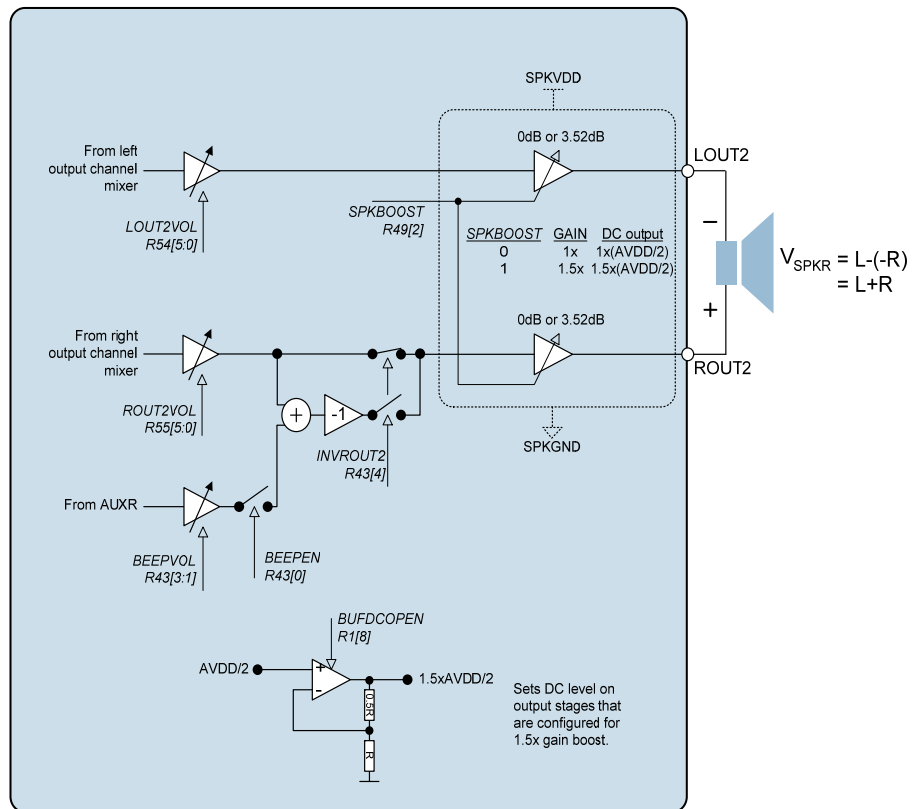 SPKVDD
0dB or 3.52dB
From left
output channel
mixer
LOUT2
LOUT2VOL
R54[5:0]
SPKBOOST
R49[2]
SPKBOOST GAIN DC output
0 1x 1x(AVDD/2)
1 1.5x 1.5x(AVDD/2)
–
+
VSPKR = L-(-R)
= L+R
0dB or 3.52dB
From right
output channel
mixer
ROUT2
ROUT2VOL
R55[5:0]
+
-1
INVROUT2
R43[4]
SPKGND
From AUXR
BEEPVOL
R43[3:1]
BEEPEN
R43[0]
BUFDCOPEN
R1[8]
AVDD/2
+
-
1.5xAVDD/2
0.5R
R
Sets DC level on
output stages that
are configured for
1.5x gain boost.